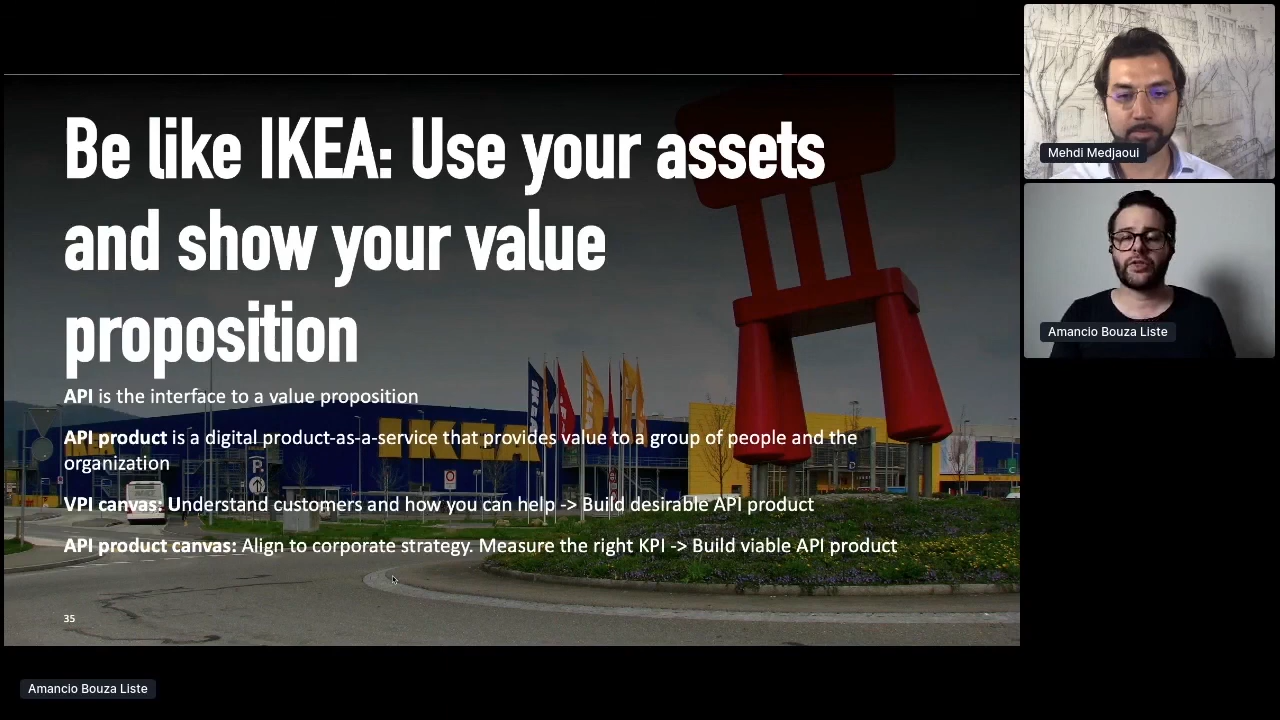 Be like IKEA: Use your assets
and show your value
proposition
API is the interface to a value proposition
API product is a digital product-as-a-service that provides value to a group of people and the
organization
VPI canvas: Understand customers and how you can help -> Build desirable API product
API product canvas: Align to corporate strategy. Measure the right KPI -> Build viable API product
35
IKEA
IKEA
P
Mehdi Medjaoui
Amancio Bouza Liste
Amancio Bouza Liste